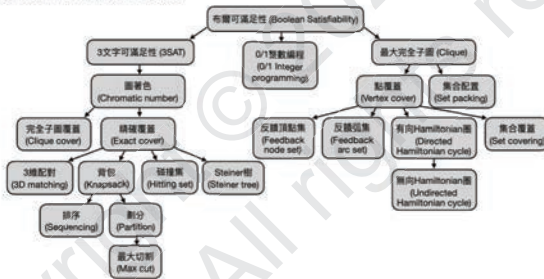 布爾可滿足性 (Boolean Satisfiability)
3文字可滿足性 (3SAT)
0/1整數編程
(0/1 Integer
programming)
最大完全子圖 (Clique)
圖著色
(Chromatic number)
點覆蓋
(Vertex cover)
集合配置
(Set packing)
完全子圖覆蓋
(Clique cover)
精確覆蓋
(Exact cover)
反饋頂點集
(Feedback
node set)
反饋弧集
(Feedback
arc set)
有向Hamiltonian圈
(Directed
Hamiltonian cycle)
集合覆蓋
(Set covering)
3維配對
(3D matching)
背包
(Knapsack)
碰撞集
(Hitting set)
Steiner樹
(Steiner tree)
無向Hamiltonian圈
(Undirected
Hamiltonian cycle)
排序
(Sequencing)
劃分
(Partition)
最大切割
(Max cut)